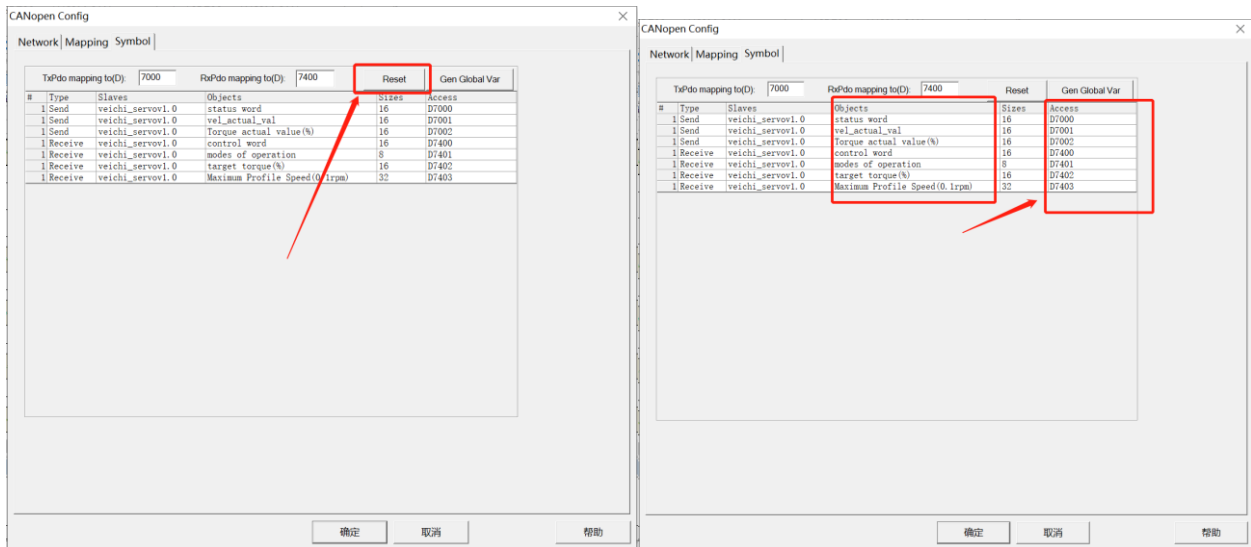 CANopen Config
Network Mapping Symbol
TxPdo mapping to(D): 7000 RxPdo mapping to(D): 7400 Reset Gen Global Var
# Type Slaves Objects Sizes Access
1 Send veichi_servov1.0 status word 16 D7000
1 Send veichi_servov1.0 vel_actual_val 16 D7001
1 Send veichi_servov1.0 Torque actual value(%) 16 D7002
1 Receive veichi_servov1.0 control word 16 D7400
1 Receive veichi_servov1.0 modes of operation 8 D7401
1 Receive veichi_servov1.0 target torque(%) 16 D7402
1 Receive veichi_servov1.0 Maximum Profile Speed(0.1rpm) 32 D7403
确定 取消 帮助
CANopen Config
Network Mapping Symbol
TxPdo mapping to(D): 7000 RxPdo mapping to(D): 7400 Reset Gen Global Var
# Type Slaves Objects Sizes Access
1 Send veichi_servov1.0 status word 16 D7000
1 Send veichi_servov1.0 vel_actual_val 16 D7001
1 Send veichi_servov1.0 Torque actual value(%) 16 D7002
1 Receive veichi_servov1.0 control word 16 D7400
1 Receive veichi_servov1.0 modes of operation 8 D7401
1 Receive veichi_servov1.0 target torque(%) 16 D7402
1 Receive veichi_servov1.0 Maximum Profile Speed(0.1rpm) 32 D7403
确定 取消 帮助